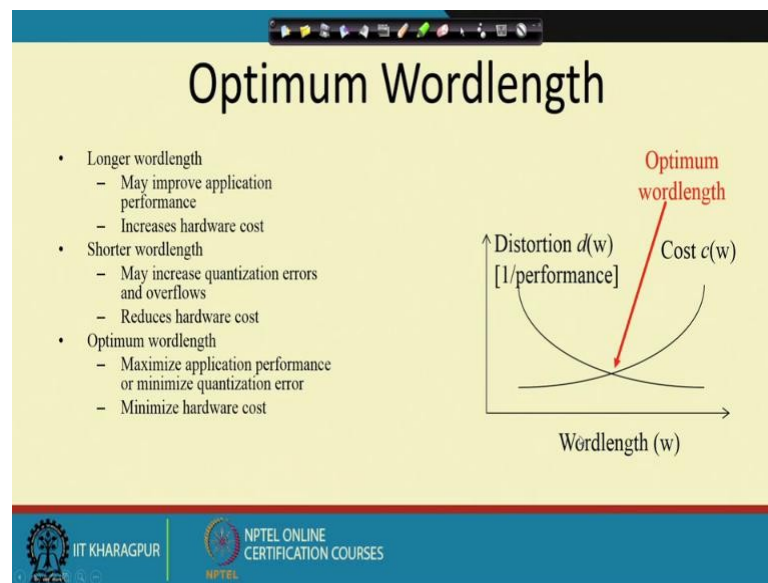 Optimum Wordlength
• Longer wordlength
– May improve application
performance
– Increases hardware cost
• Shorter wordlength
– May increase quantization errors
and overflows
– Reduces hardware cost
• Optimum wordlength
– Maximize application performance
or minimize quantization error
– Minimize hardware cost
Optimum
wordlength
Distortion d(w)
[1/performance]
Cost c(w)
Wordlength (w)
IIT KHARAGPUR
NPTEL
NPTEL ONLINE
CERTIFICATION COURSES